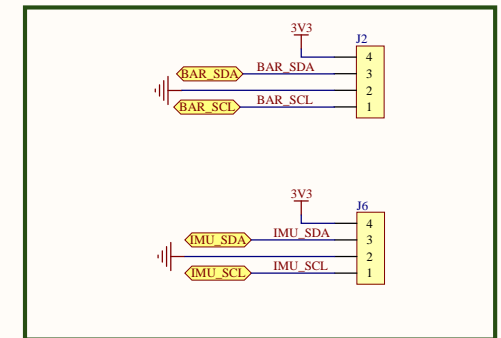 3V3
J2
4
BAR_SDA BAR_SDA 3
2
BAR_SCL BAR_SCL 1
3V3
J6
4
IMU_SDA IMU_SDA 3
2
IMU_SCL IMU_SCL 1